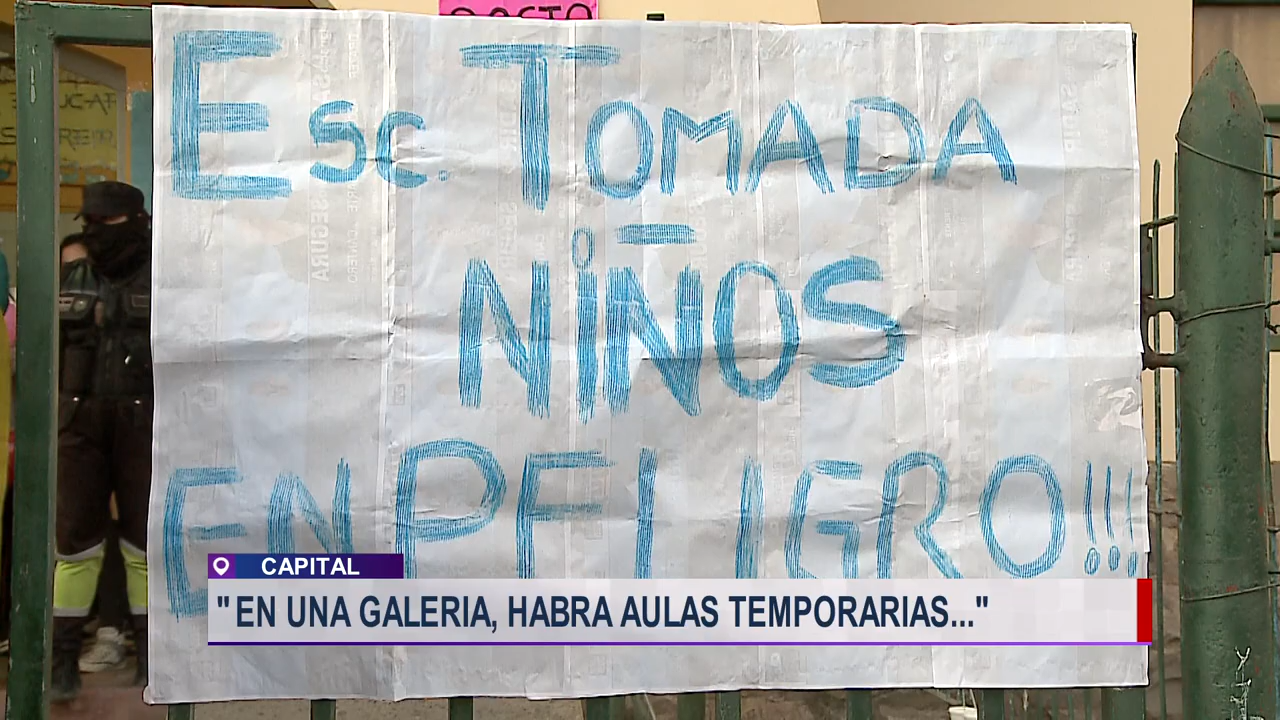 Esc. TOMADA
NIÑOS
EN PELIGRO!!!
CAPITAL
"EN UNA GALERIA, HABRA AULAS TEMPORARIAS..."